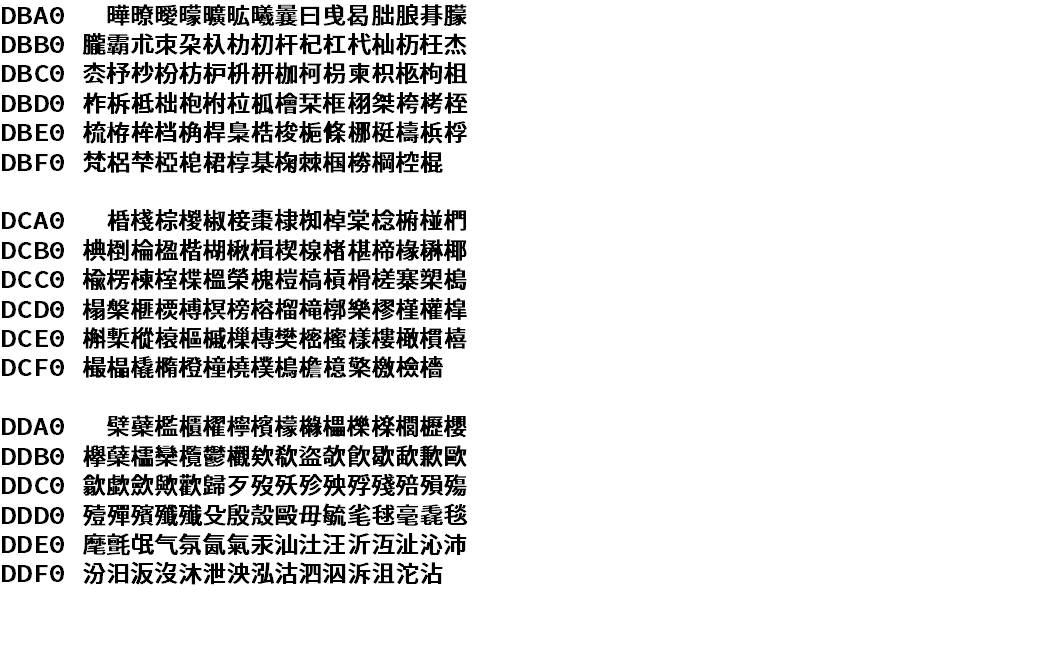 DBA0 曄暸曖曚曠昿曦曩曰曵曷朏朖朞朦
DBB0 朧霸朮朿朶杁朸朷杆杞杠杙杣杤枉杰
DBC0 枩杼杪枌枋枦枡枅枷柯枴柬枳柩枸柤
DBD0 柞柝柢柮枹柎柆柧檜栞框栩桀桍栲桎
DBE0 梳栫桙档桷桿梟梏梭梔條梛梃檮梹桴
DBF0 梵梠梺椏梍桾椁棊椈棘椢椦棡椌棍
DCA0 棔棧棕椶椒椄棗棣椥棹棠棯椨椪椚
DCB0 椣椡棆楹楷楜楸楫楔楾楮椹楴椽楙椰
DCC0 楡楞楝榁楪榲榮槐榿槁槓榾槎寨槊槝
DCD0 榻槃榧樮榑榠榜榕榴槞槨樂樛槿權槹
DCE0 槲槧樅榱樞槭樔槫樊樒櫁樣樓橄樌橲
DCF0 樶橸橇橢橙橦橈樸樢檐檍檠檄檢檣
DDA0 檗蘗檻櫃櫂檸檳檬櫞櫑櫟檪櫚櫪櫻
DDB0 欅蘖櫺欒欖鬱欟欸欷盜欹飮歇歃歉歐
DDC0 歙歔歛歟歡歸歹歿殀殄殃殍殘殕殞殤
DDD0 殪殫殯殲殱殳殷殼毆毋毓毟毬毫毳毯
DDE0 麾氈氓气氛氤氣汞汕汢汪沂沍沚沁沛
DDF0 汾汨汳沒沐泄泱泓沽泗泅泝沮沱沾